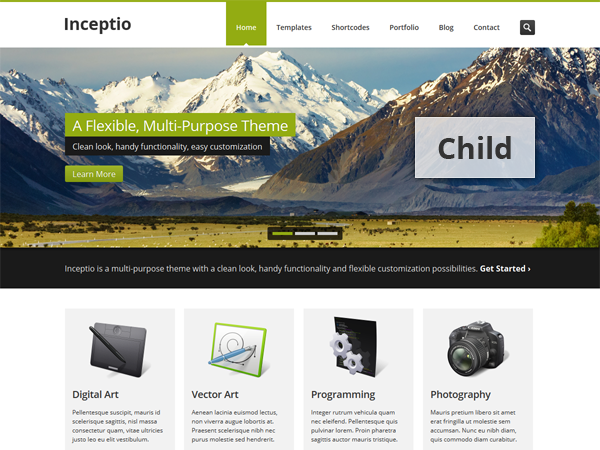 Inceptio
Home Templates Shortcodes Portfolio Blog Contact
A Flexible, Multi-Purpose Theme
Clean look, handy functionality, easy customization
Learn More
Child
Inceptio is a multi-purpose theme with a clean look, handy functionality and flexible customization possibilities. Get Started ›
Digital Art
Pellentesque suscipit, mauris id
scelerisque sagittis, nisl massa
consectetur quam, vitae ultricies
justo leo eu elit vestibulum.
Vector Art
Aenean lacinia euismod lectus,
non viverra augue lobortis at.
Praesent scelerisque nibh nec
purus molestie sed hendrerit.
Programming
Integer rutrum vehicula quam
nec eleifend. Pellentesque quis
pulvinar lorem. Proin pharetra
sagittis auctor mauris tristique.
Photography
Mauris pretium libero sit amet
erat fringilla ut molestie sem
accumsan. Nunc eu nibh diam,
quis commodo diam curabitur.